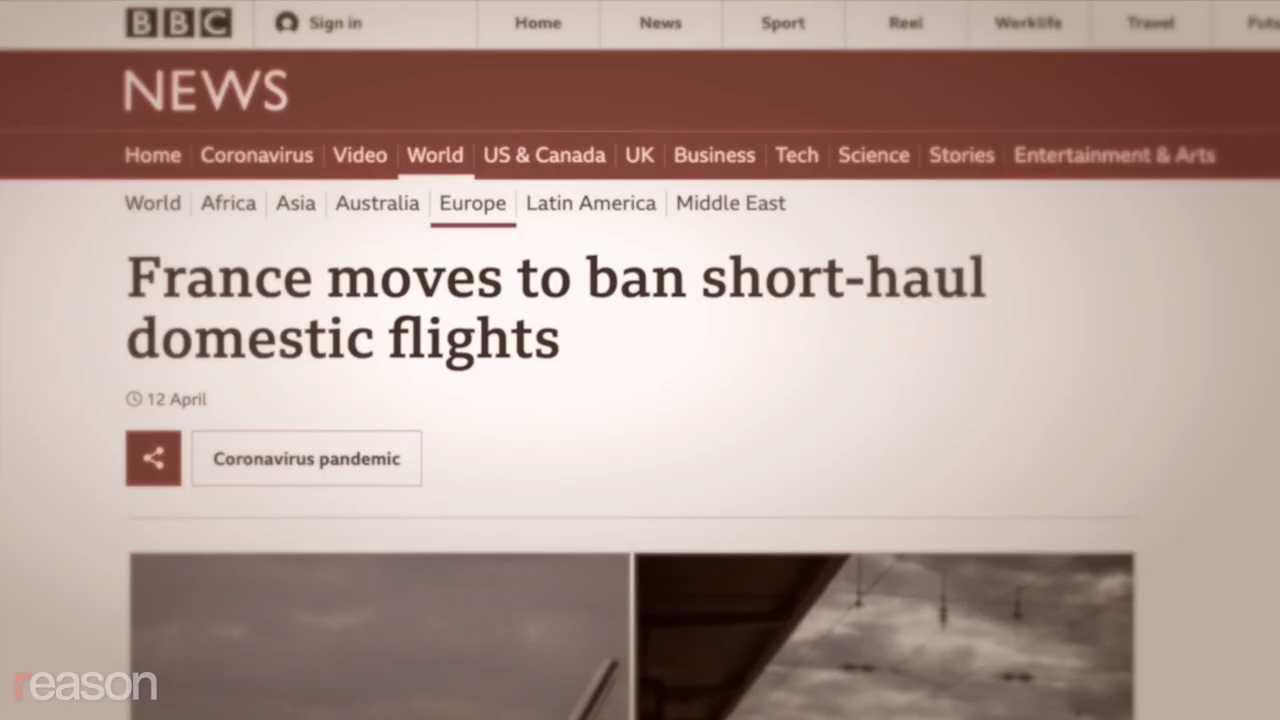 BBC Sign in Home News Sport Reel Worklife Travel
NEWS
Home Coronavirus Video World US & Canada UK Business Tech Science Stories Entertainment & Arts
World Africa Asia Australia Europe Latin America Middle East
France moves to ban short-haul
domestic flights
12 April
Coronavirus pandemic
reason